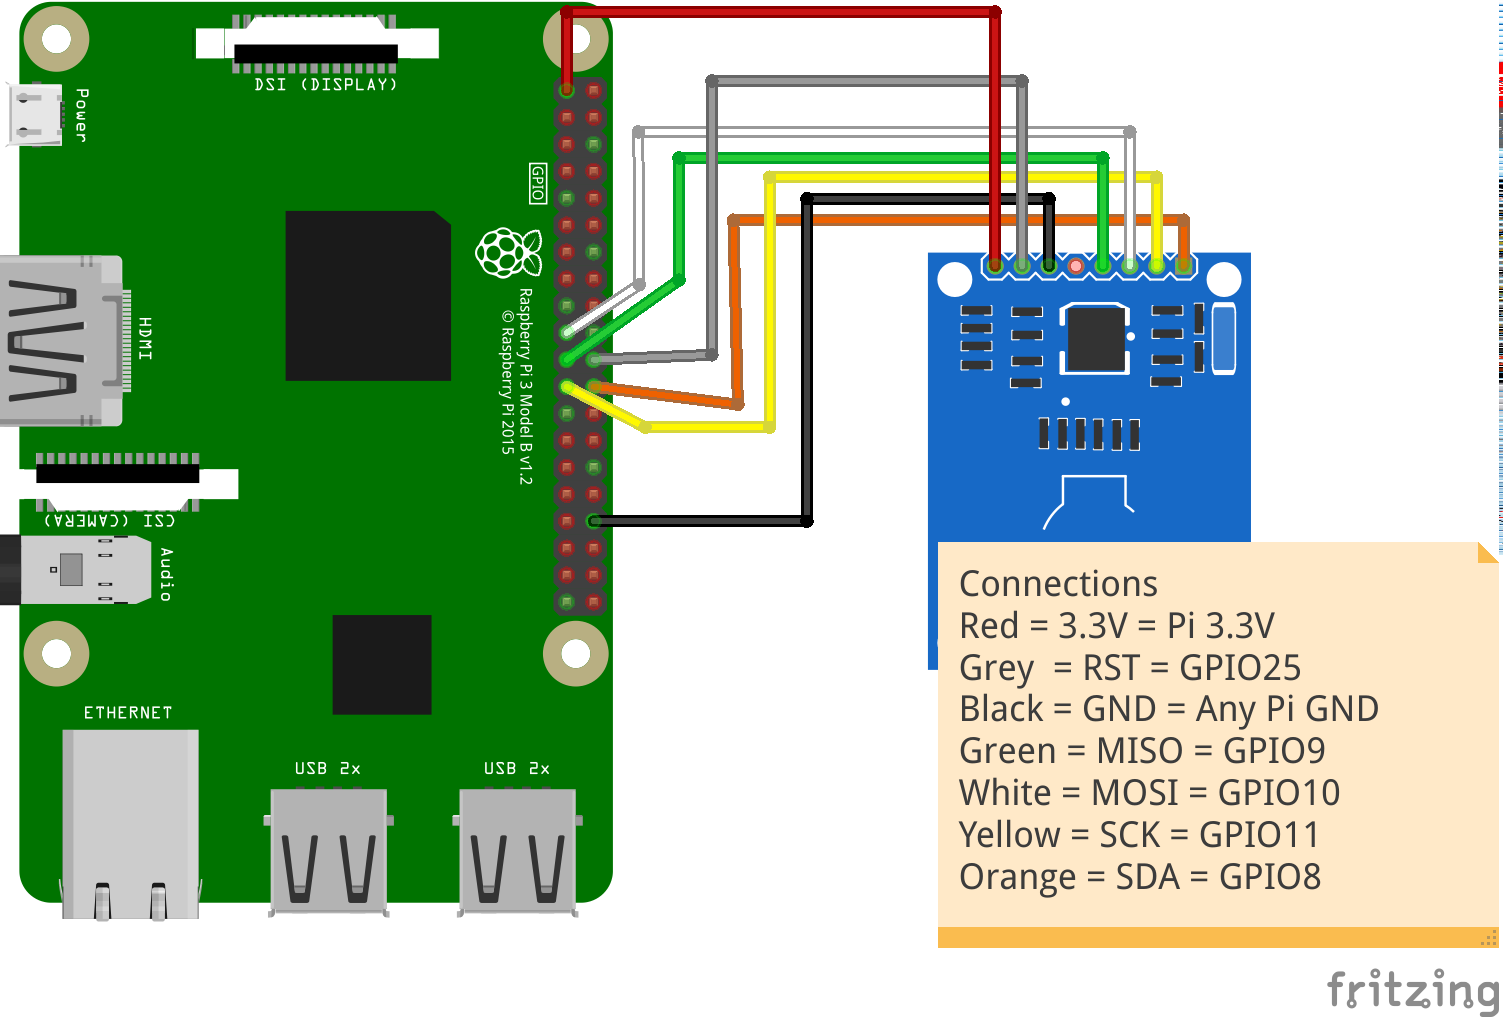 DSI (DISPLAY)
Power
GPIO
HDMI
Raspberry Pi 3 Model B v1.2
© Raspberry Pi 2015
CSI (CAMERA)
Audio
ETHERNET
USB 2x
USB 2x
Connections
Red = 3.3V = Pi 3.3V
Grey  = RST = GPIO25
Black = GND = Any Pi GND
Green = MISO = GPIO9
White = MOSI = GPIO10
Yellow = SCK = GPIO11
Orange = SDA = GPIO8
fritzing